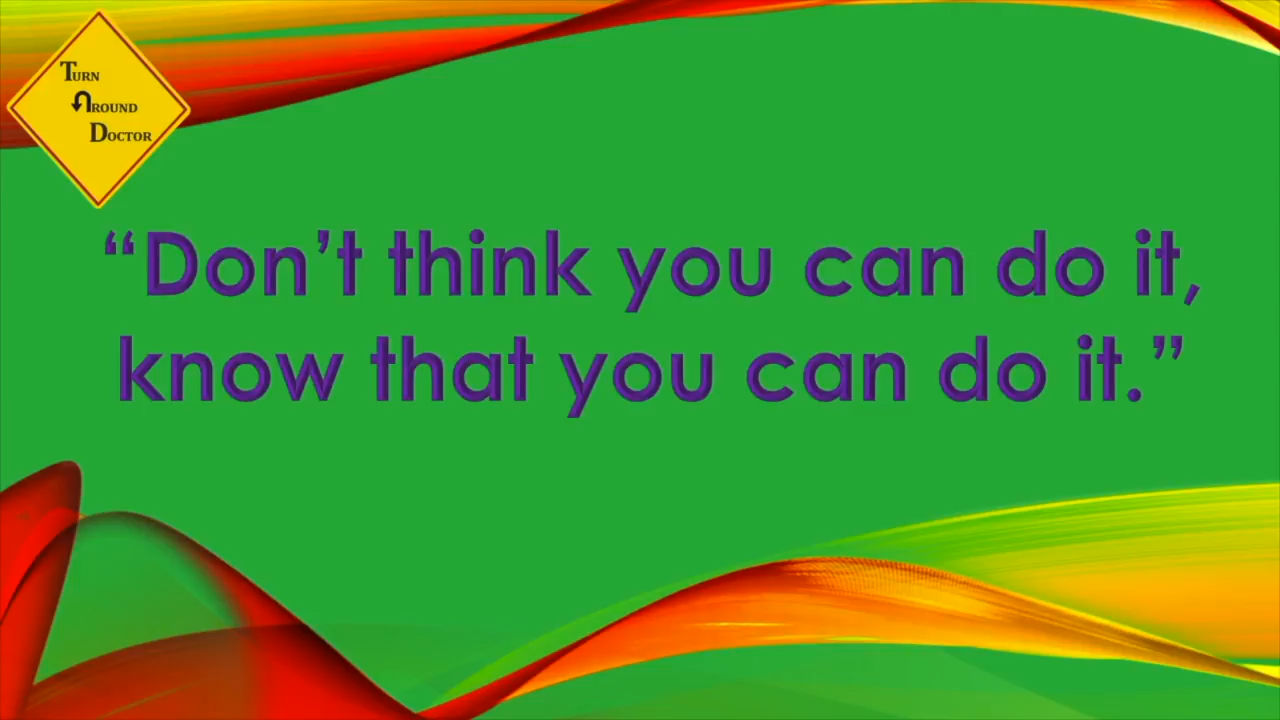 Turn
Around
Doctor
“Don’t think you can do it,
know that you can do it.”